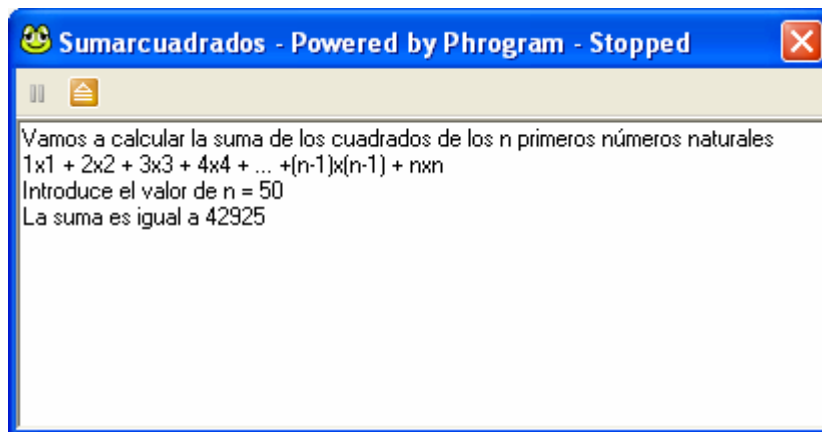 Sumarcuadrados - Powered by Phrogram - Stopped
Vamos a calcular la suma de los cuadrados de los n primeros números naturales
1x1 + 2x2 + 3x3 + 4x4 + ... +(n-1)x(n-1) + nxn
Introduce el valor de n = 50
La suma es igual a 42925